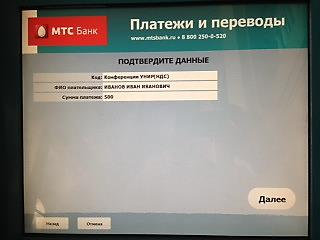 МТС Банк
Платежи и переводы
www.mtsbank.ru • 8 800 250-0-520
ПОДТВЕРДИТЕ ДАННЫЕ
Код: Конференции УНИР(НДС)
ФИО плательщика: ИВАНОВ ИВАН ИВАНОВИЧ
Сумма платежа: 500
Далее
Назад
Отмена